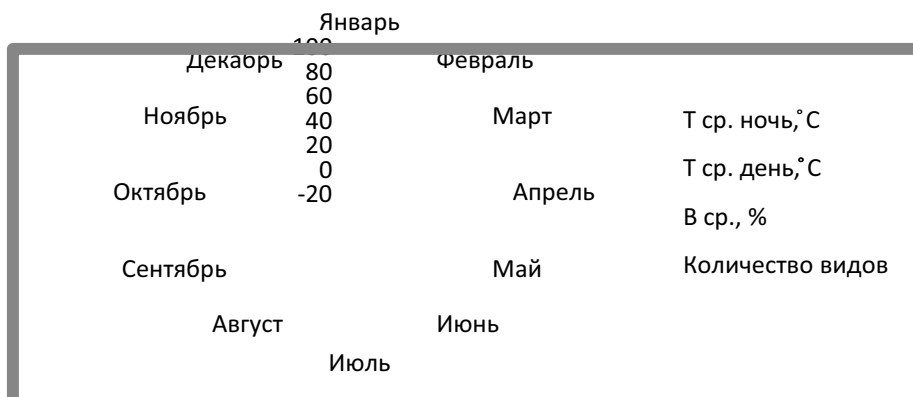 Январь
100
Декабрь
80
Февраль
60
Ноябрь
40
Март
Т ср. ночь,°С
20
Т ср. день,°С
0
Октябрь
-20
Апрель
В ср., %
Сентябрь
Май
Количество видов
Август
Июнь
Июль